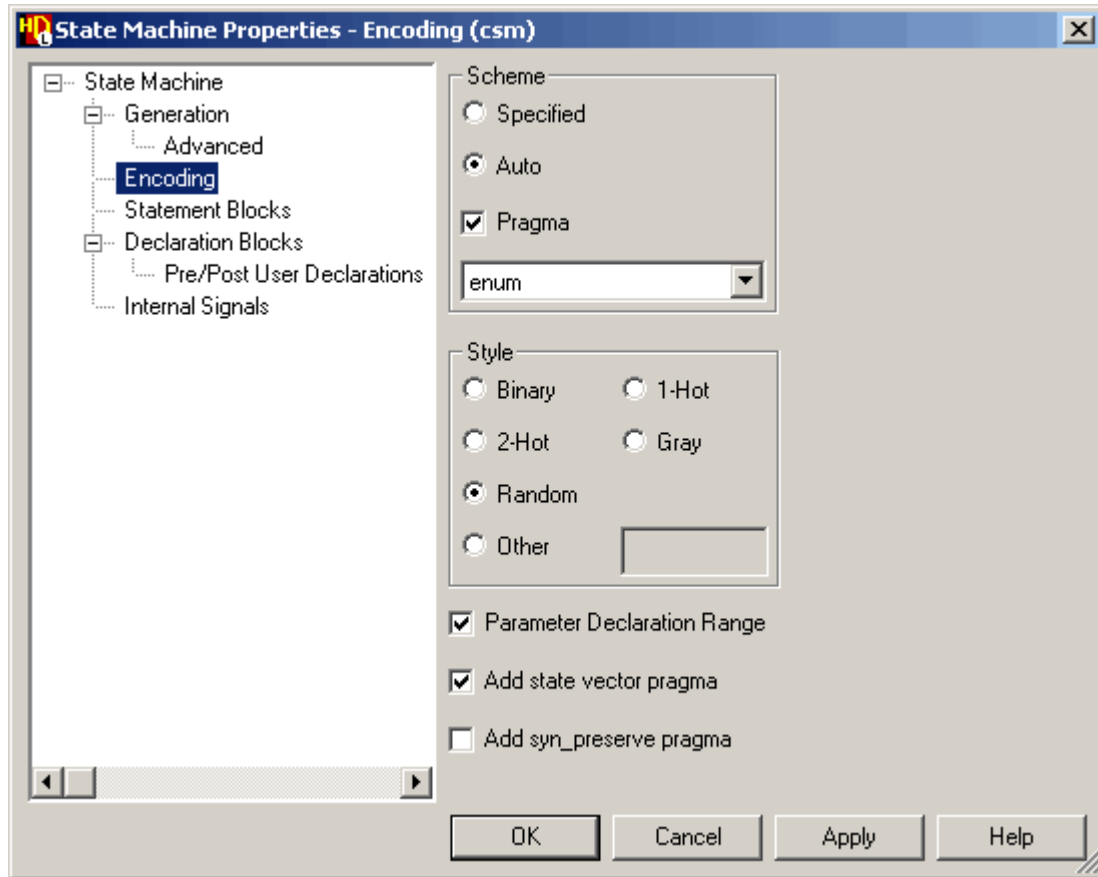 HDL State Machine Properties - Encoding (csm)
State Machine
Generation
Advanced
Encoding
Statement Blocks
Declaration Blocks
Pre/Post User Declarations
Internal Signals
Scheme
Specified
Auto
Pragma
enum
Style
Binary 1-Hot
2-Hot Gray
Random
Other
Parameter Declaration Range
Add state vector pragma
Add syn_preserve pragma
OK Cancel Apply Help